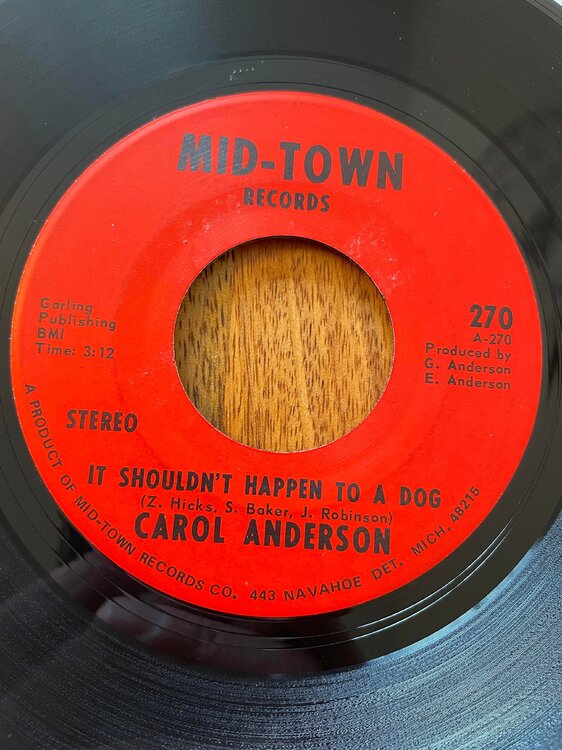 MID-TOWN
RECORDS
Garling
Publishing
BMI
Time: 3:12
270
A-270
Produced by
G. Anderson
E. Anderson
STEREO
IT SHOULDN'T HAPPEN TO A DOG
(Z. Hicks, S. Baker, J. Robinson)
CAROL ANDERSON
A PRODUCT OF MID-TOWN RECORDS CO. 443 NAVAHOE DET. MICH. 48215